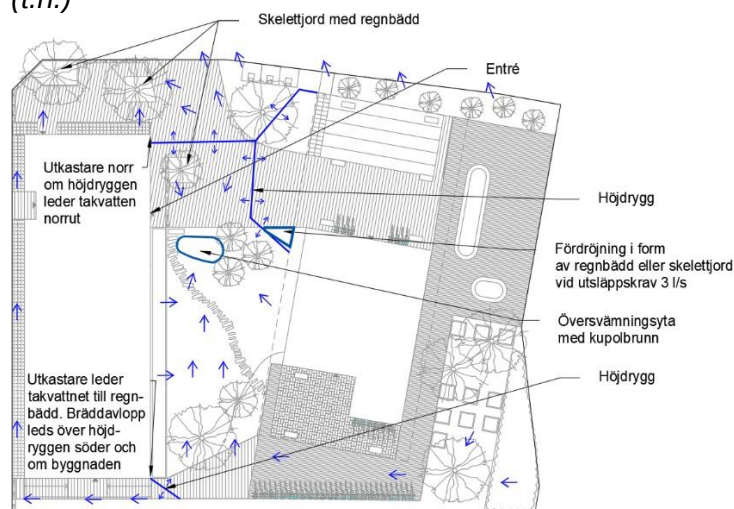 (t.h.)
Skelettjord med regnbädd
Entré
Utkastare norr
om höjdryggen
leder takvatten
norrut
Höjdrygg
Fördröjning i form
av regnbädd eller skelettjord
vid utsläppskrav 3 l/s
Översvämningsyta
med kupolbrunn
Höjdrygg
Utkastare leder
takvattnet till regn-
bädd. Bräddavlopp
leds över höjd-
ryggen söder och
om byggnaden